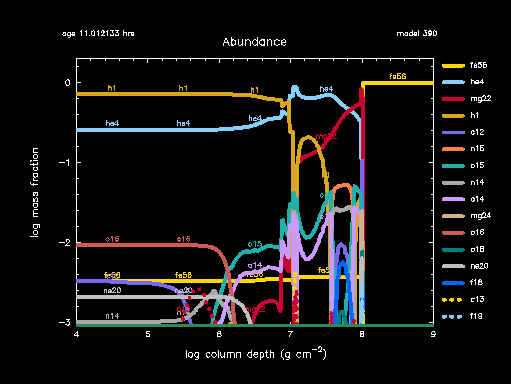 age 11.012133 hrs
model 390
Abundance
fe56
he4
mg22
h1
c12
n15
o15
n14
o14
mg24
o16
o18
ne20
f18
c13
f19
0
−1
−2
−3
h1 h1 h1
he4 he4 he4 he4
fe56
o16 o16
o15
o14
fe56 fe56
ne20
n14
4 5 6 7 8 9
log mass fraction
log column depth (g cm−2)